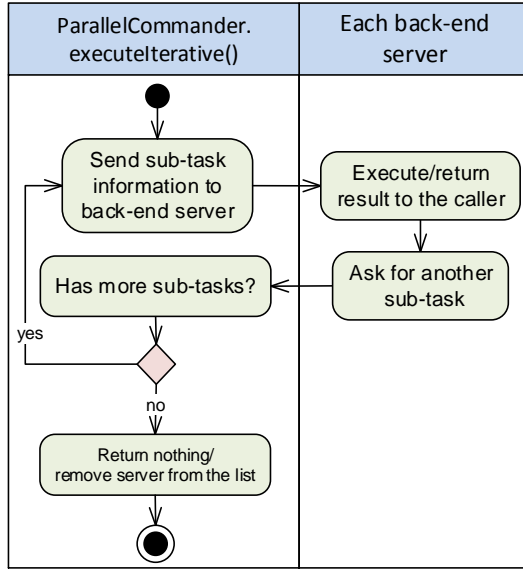 ParallelCommander.
executeIterative()
Each back-end
server
Send sub-task
information to
back-end server
Execute/return
result to the caller
Ask for another
sub-task
Has more sub-tasks?
yes
no
Return nothing/
remove server from the list